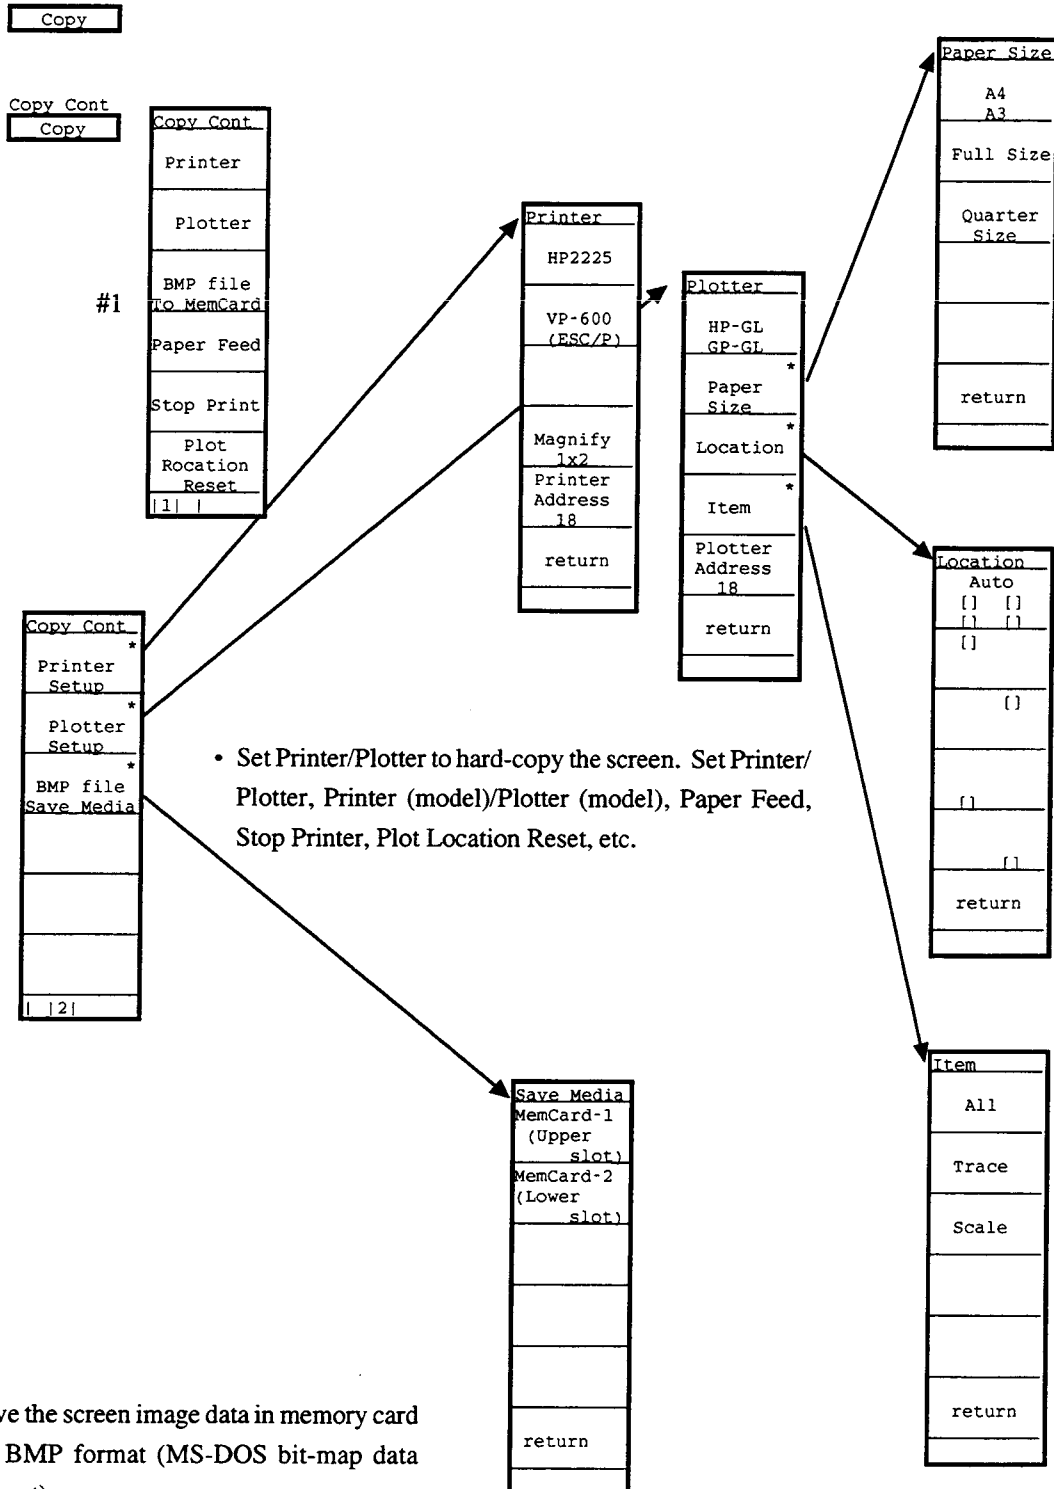 Copy
Copy Cont
Copy
Copy Cont
Printer
Plotter
#1
BMP file
To MemCard
Paper Feed
Stop Print
Plot
Rocation
Reset
|1| |
Copy Cont
*
Printer
Setup
*
Plotter
Setup
*
BMP file
Save Media
| |2|
Printer
HP2225
VP-600
(ESC/P)
Magnify
1x2
Printer
Address
18
return
Plotter
HP-GL
GP-GL
*
Paper
Size
*
Location
*
Item
Plotter
Address
18
return
Paper Size
A4
A3
Full Size
Quarter
Size
return
Location
Auto
[] []
[] []
[]
[]
[]
[]
return
Item
All
Trace
Scale
return
• Set Printer/Plotter to hard-copy the screen. Set Printer/
Plotter, Printer (model)/Plotter (model), Paper Feed,
Stop Printer, Plot Location Reset, etc.
Save Media
MemCard-1
(Upper
slot)
MemCard-2
(Lower
slot)
return
the screen image data in memory card
BMP format (MS-DOS bit-map data